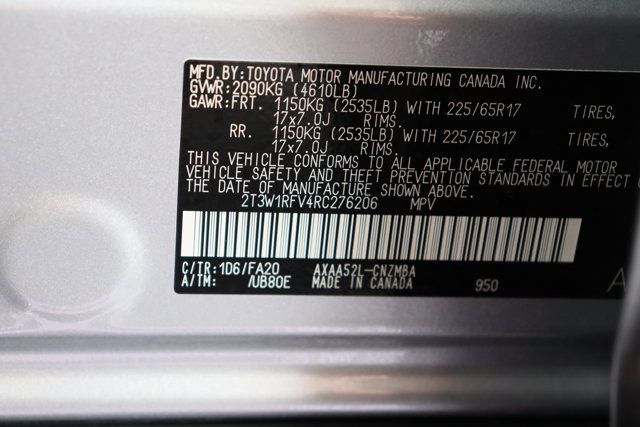 MFD.BY:TOYOTA MOTOR MANUFACTURING CANADA INC.
GVWR:2090KG (4610LB)
GAWR:FRT. 1150KG (2535LB) WITH 225/65R17 TIRES,
17x7.0J RIMS.
RR. 1150KG (2535LB) WITH 225/65R17 TIRES,
17x7.0J RIMS.
THIS VEHICLE CONFORMS TO ALL APPLICABLE FEDERAL MOTOR
VEHICLE SAFETY AND THEFT PREVENTION STANDARDS IN EFFECT
THE DATE OF MANUFACTURE SHOWN ABOVE.
2T3W1RFV4RC276206 MPV
C/TR:1D6/FA20 AXAA52L-CNZMBA
A/TM: /UB80E MADE IN CANADA 950 A